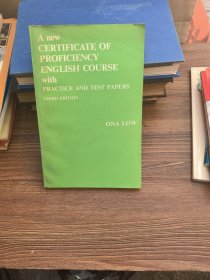 A new
CERTIFICATE OF
PROFICIENCY
ENGLISH COURSE
with
PRACTICE AND TEST PAPERS
THIRD EDITION
ONA LOW